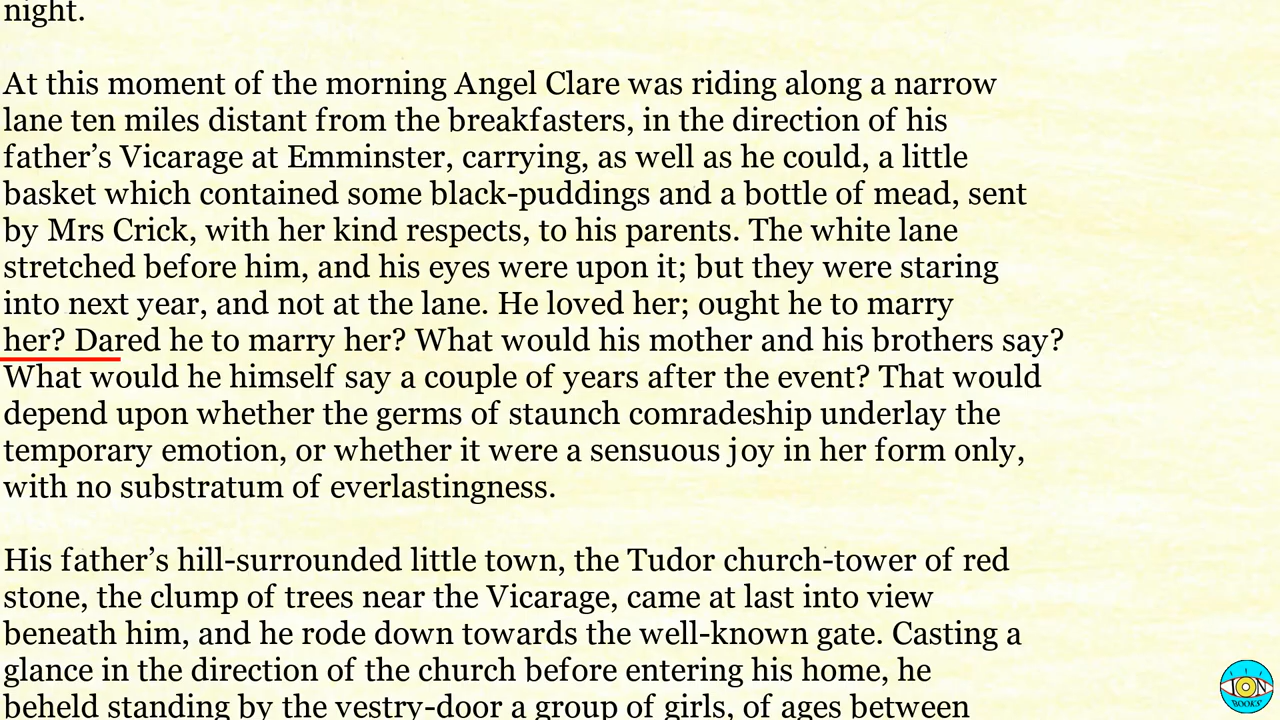 night.
At this moment of the morning Angel Clare was riding along a narrow
lane ten miles distant from the breakfasters, in the direction of his
father’s Vicarage at Emminster, carrying, as well as he could, a little
basket which contained some black-puddings and a bottle of mead, sent
by Mrs Crick, with her kind respects, to his parents. The white lane
stretched before him, and his eyes were upon it; but they were staring
into next year, and not at the lane. He loved her; ought he to marry
her? Dared he to marry her? What would his mother and his brothers say?
What would he himself say a couple of years after the event? That would
depend upon whether the germs of staunch comradeship underlay the
temporary emotion, or whether it were a sensuous joy in her form only,
with no substratum of everlastingness.
His father’s hill-surrounded little town, the Tudor church-tower of red
stone, the clump of trees near the Vicarage, came at last into view
beneath him, and he rode down towards the well-known gate. Casting a
glance in the direction of the church before entering his home, he
beheld standing by the vestry-door a group of girls, of ages between
ION
BOOKS